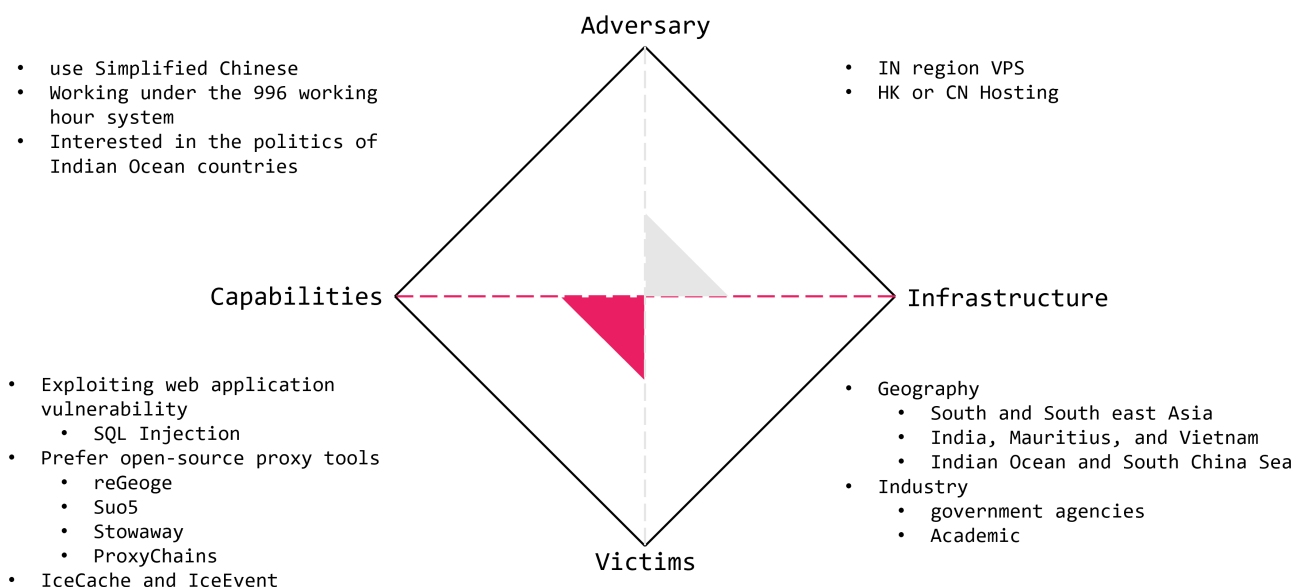 Adversary
• use Simplified Chinese
• Working under the 996 working
hour system
• Interested in the politics of
Indian Ocean countries
• IN region VPS
• HK or CN Hosting
Capabilities
Infrastructure
• Exploiting web application
vulnerability
• SQL Injection
• Prefer open-source proxy tools
• reGeoge
• Suo5
• Stowaway
• ProxyChains
• IceCache and IceEvent
• Geography
• South and South east Asia
• India, Mauritius, and Vietnam
• Indian Ocean and South China Sea
• Industry
• government agencies
• Academic
Victims